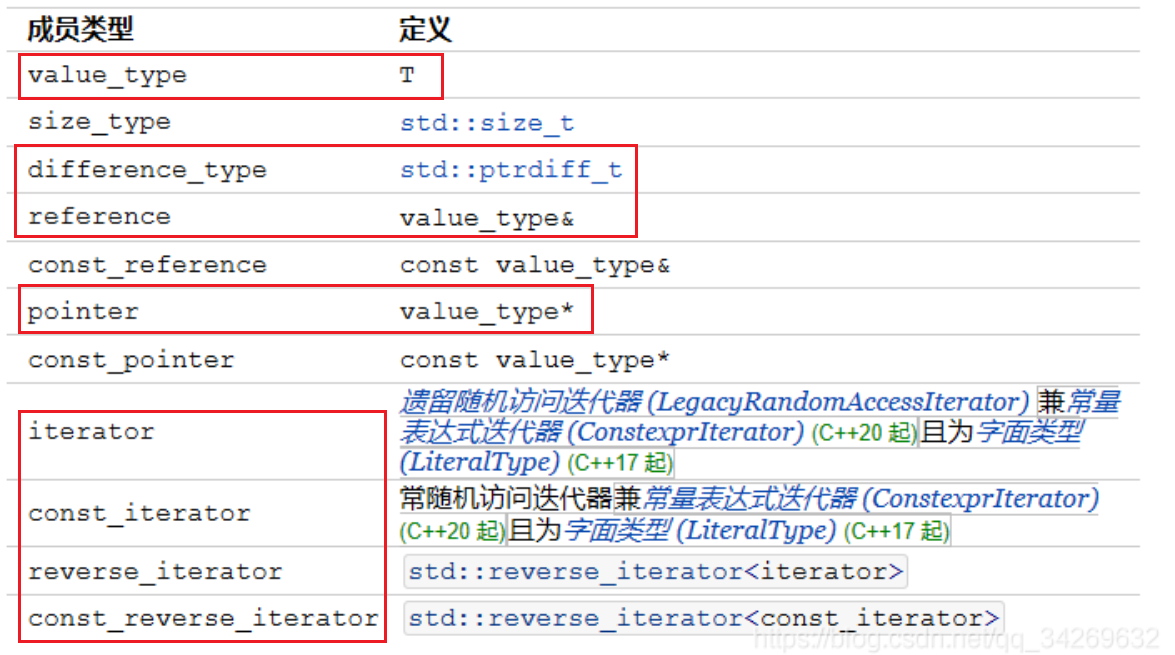 成员类型 定义
value_type T
size_type std::size_t
difference_type std::ptrdiff_t
reference value_type&
const_reference const value_type&
pointer value_type*
const_pointer const value_type*
iterator 遗留随机访问迭代器 (LegacyRandomAccessIterator) 兼常量
表达式迭代器 (ConstexprIterator) (C++20 起)且为字面类型
(LiteralType) (C++17 起)
const_iterator 常随机访问迭代器兼常量表达式迭代器 (ConstexprIterator)
(C++20 起)且为字面类型 (LiteralType) (C++17 起)
reverse_iterator std::reverse_iterator<iterator>
const_reverse_iterator std::reverse_iterator<const_iterator>
https://blog.csdn.net/qq_34269632